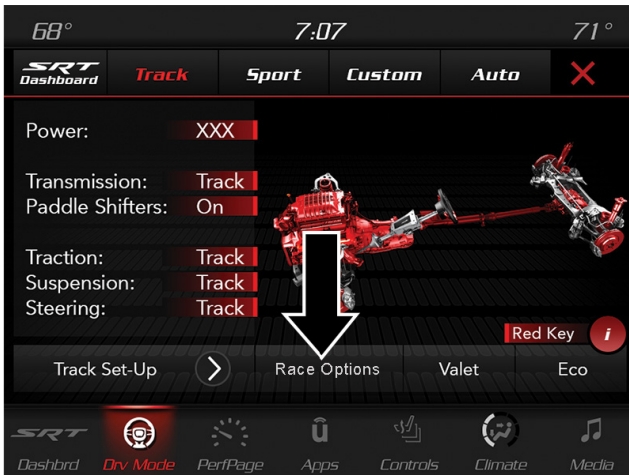 68° 7:07 71°
SRT Dashboard Track Sport Custom Auto X
Power: XXX
Transmission: Track
Paddle Shifters: On
Traction: Track
Suspension: Track
Steering: Track
Red Key i
Track Set-Up > Race Options Valet Eco
SRT û
Dashbrd Drv Mode PerfPage Apps Controls Climate Media